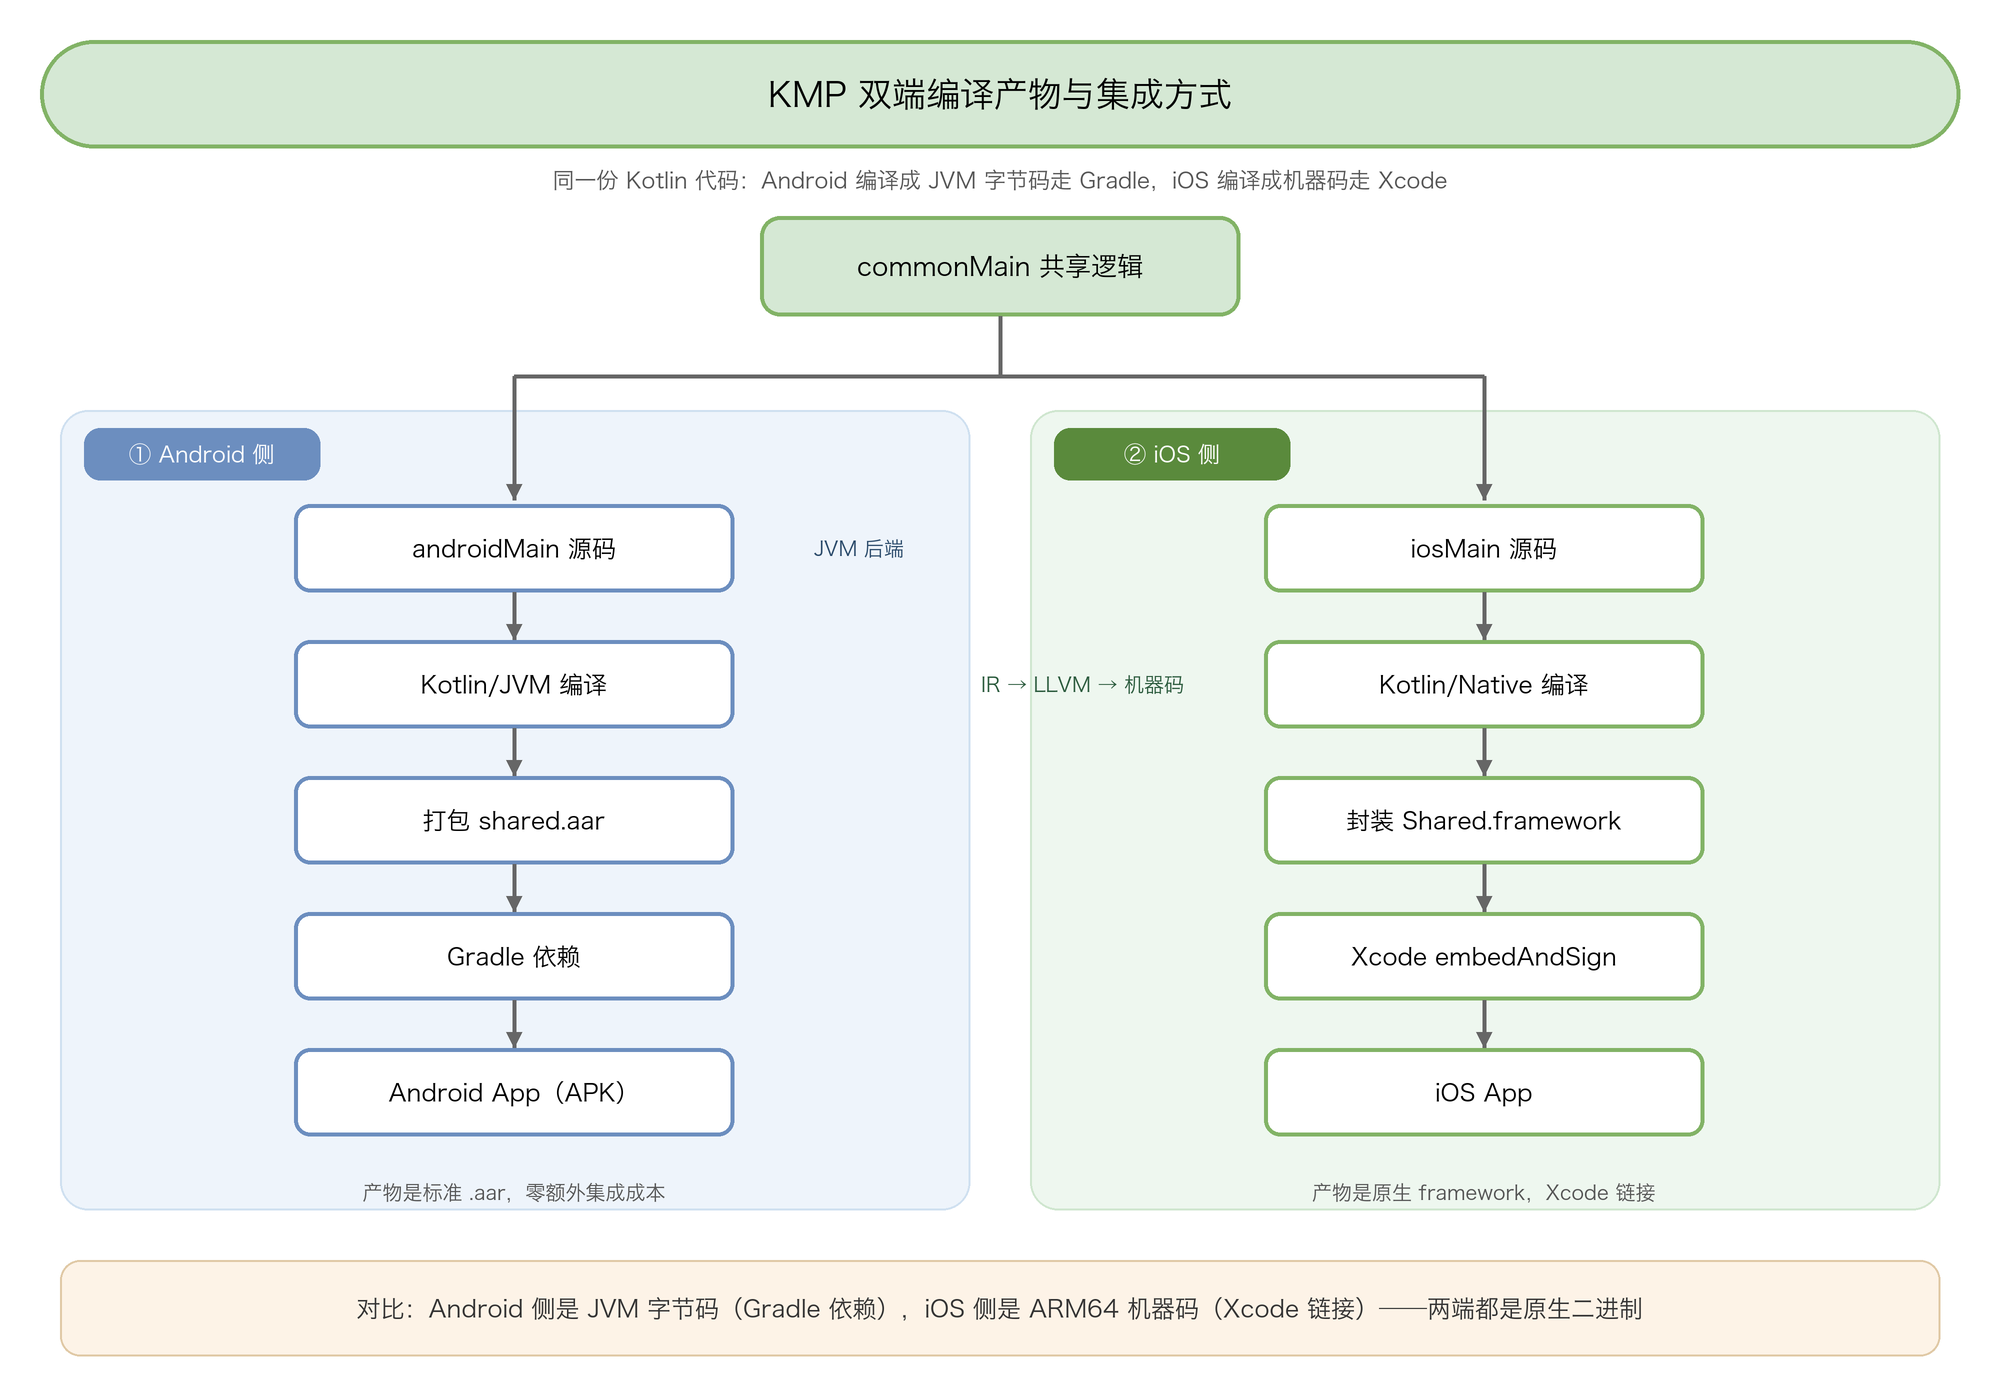 KMP 双端编译产物与集成方式
同一份 Kotlin 代码：Android 编译成 JVM 字节码走 Gradle，iOS 编译成机器码走 Xcode
commonMain 共享逻辑
① Android 侧
androidMain 源码
JVM 后端
Kotlin/JVM 编译
打包 shared.aar
Gradle 依赖
Android App（APK）
产物是标准 .aar，零额外集成成本
② iOS 侧
iosMain 源码
IR → LLVM → 机器码
Kotlin/Native 编译
封装 Shared.framework
Xcode embedAndSign
iOS App
产物是原生 framework，Xcode 链接
对比：Android 侧是 JVM 字节码（Gradle 依赖），iOS 侧是 ARM64 机器码（Xcode 链接）——两端都是原生二进制